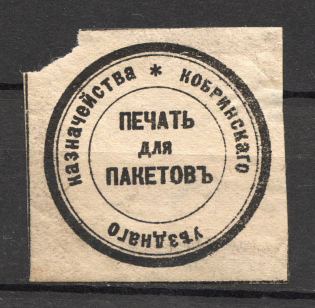 КОБРИНСКАГО
УѢЗДНАГО
КАЗНАЧЕЙСТВА *
ПЕЧАТЬ
для
ПАКЕТОВЪ